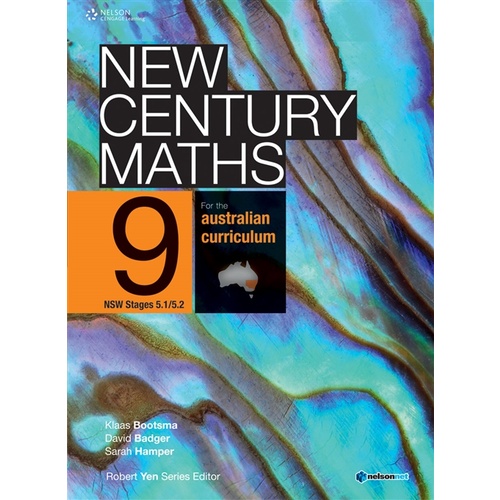 NELSON
CENGAGE Learning
NEW
CENTURY
MATHS
9
NSW Stages 5.1/5.2
For the
australian
curriculum
Klaas Bootsma
David Badger
Sarah Hamper
Robert Yen Series Editor
nelsonnet